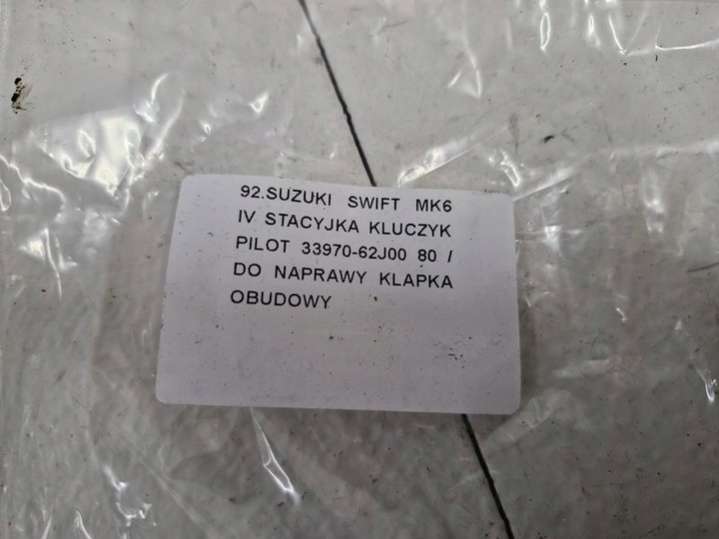 92.SUZUKI SWIFT MK6
IV STACYJKA KLUCZYK
PILOT 33970-62J00 80 /
DO NAPRAWY KLAPKA
OBUDOWY